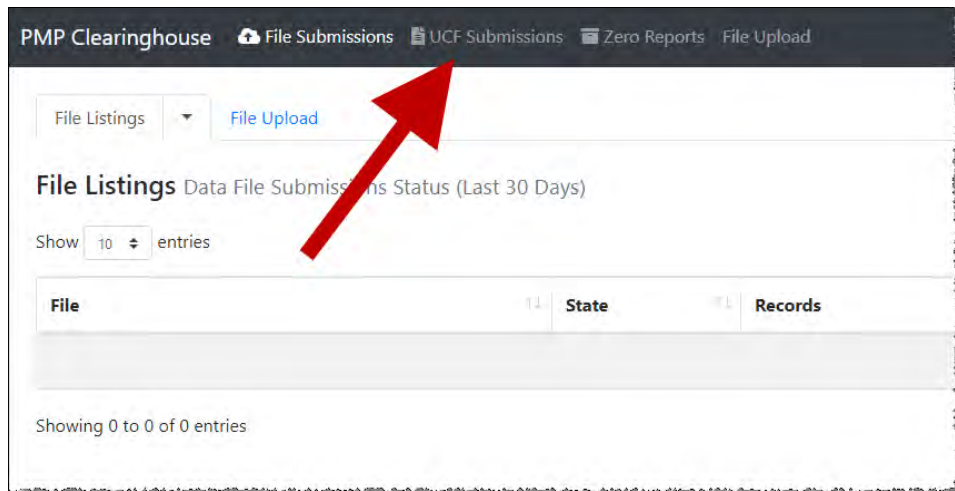 PMP Clearinghouse File Submissions UCF Submissions Zero Reports File Upload
File Listings File Upload
File Listings Data File Submissions Status (Last 30 Days)
Show 10 entries
File State Records
Showing 0 to 0 of 0 entries